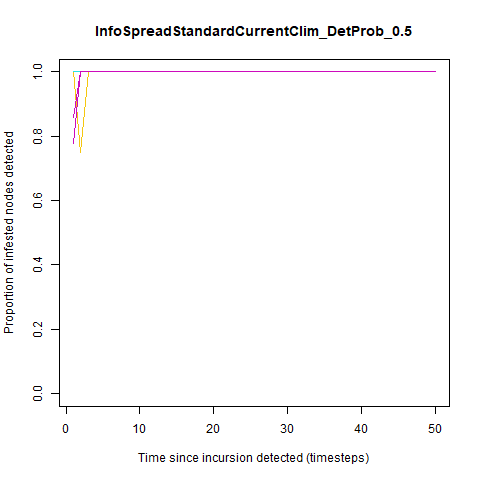 InfoSpreadStandardCurrentClim_DetProb_0.5
Proportion of infested nodes detected
1.0
0.8
0.6
0.4
0.2
0.0
0 10 20 30 40 50
Time since incursion detected (timesteps)